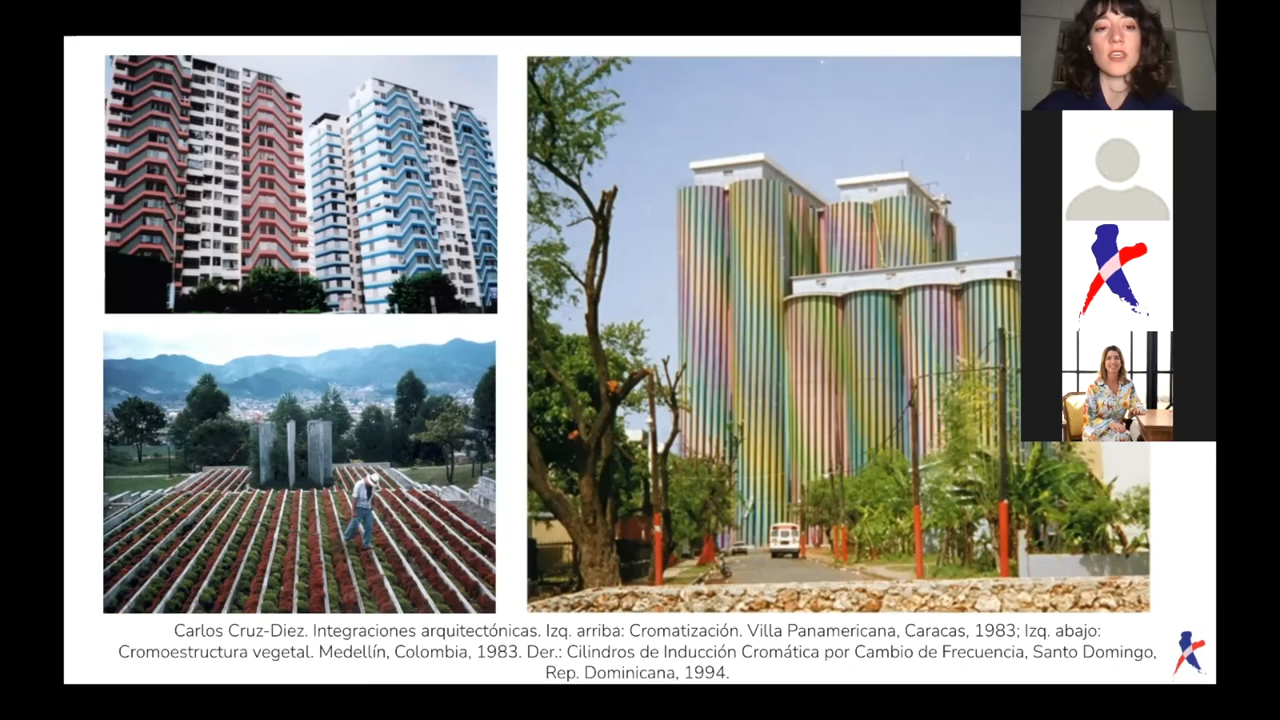 Carlos Cruz-Diez. Integraciones arquitectónicas. Izq. arriba: Cromatización. Villa Panamericana, Caracas, 1983; Izq. abajo:
Cromoestructura vegetal. Medellín, Colombia, 1983. Der.: Cilindros de Inducción Cromática por Cambio de Frecuencia, Santo Domingo,
Rep. Dominicana, 1994.